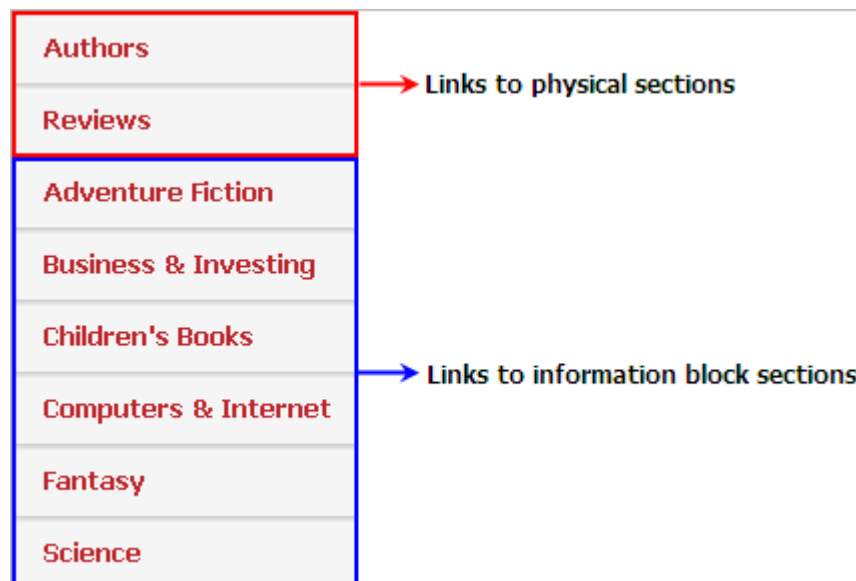 Authors
Links to physical sections
Reviews
Adventure Fiction
Business & Investing
Children's Books
Links to information block sections
Computers & Internet
Fantasy
Science